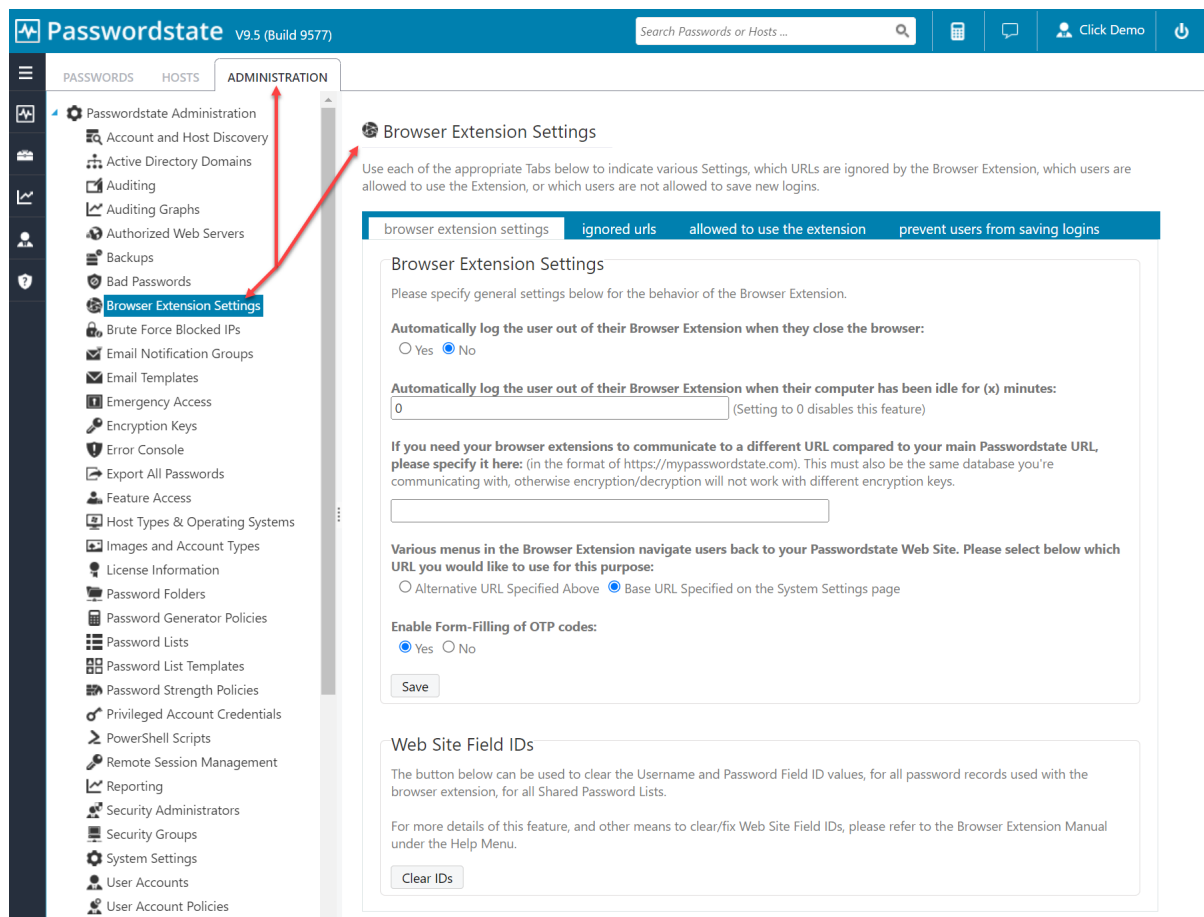 Passwordstate V9.5 (Build 9577)
Search Passwords or Hosts ...
Click Demo
PASSWORDS
HOSTS
ADMINISTRATION
Passwordstate Administration
Account and Host Discovery
Active Directory Domains
Auditing
Auditing Graphs
Authorized Web Servers
Backups
Bad Passwords
Browser Extension Settings
Brute Force Blocked IPs
Email Notification Groups
Email Templates
Emergency Access
Encryption Keys
Error Console
Export All Passwords
Feature Access
Host Types & Operating Systems
Images and Account Types
License Information
Password Folders
Password Generator Policies
Password Lists
Password List Templates
Password Strength Policies
Privileged Account Credentials
PowerShell Scripts
Remote Session Management
Reporting
Security Administrators
Security Groups
System Settings
User Accounts
User Account Policies
Browser Extension Settings
Use each of the appropriate Tabs below to indicate various Settings, which URLs are ignored by the Browser Extension, which users are
allowed to use the Extension, or which users are not allowed to save new logins.
browser extension settings
ignored urls
allowed to use the extension
prevent users from saving logins
Browser Extension Settings
Please specify general settings below for the behavior of the Browser Extension.
Automatically log the user out of their Browser Extension when they close the browser:
Yes No
Automatically log the user out of their Browser Extension when their computer has been idle for (x) minutes:
0 (Setting to 0 disables this feature)
If you need your browser extensions to communicate to a different URL compared to your main Passwordstate URL,
please specify it here: (in the format of https://mypasswordstate.com). This must also be the same database you're
communicating with, otherwise encryption/decryption will not work with different encryption keys.
Various menus in the Browser Extension navigate users back to your Passwordstate Web Site. Please select below which
URL you would like to use for this purpose:
Alternative URL Specified Above Base URL Specified on the System Settings page
Enable Form-Filling of OTP codes:
Yes No
Save
Web Site Field IDs
The button below can be used to clear the Username and Password Field ID values, for all password records used with the
browser extension, for all Shared Password Lists.
For more details of this feature, and other means to clear/fix Web Site Field IDs, please refer to the Browser Extension Manual
under the Help Menu.
Clear IDs